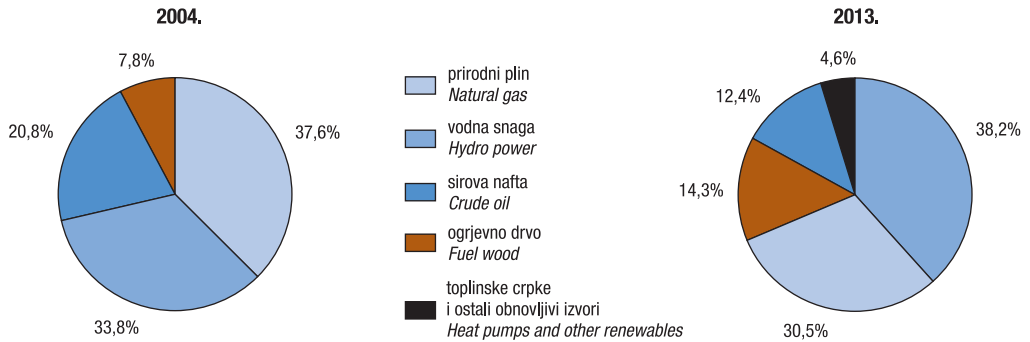 2004.
7,8%
20,8%
37,6%
33,8%
prirodni plin
Natural gas
vodna snaga
Hydro power
sirova nafta
Crude oil
ogrjevno drvo
Fuel wood
toplinske crpke
i ostali obnovljivi izvori
Heat pumps and other renewables
2013.
4,6%
12,4%
38,2%
14,3%
30,5%